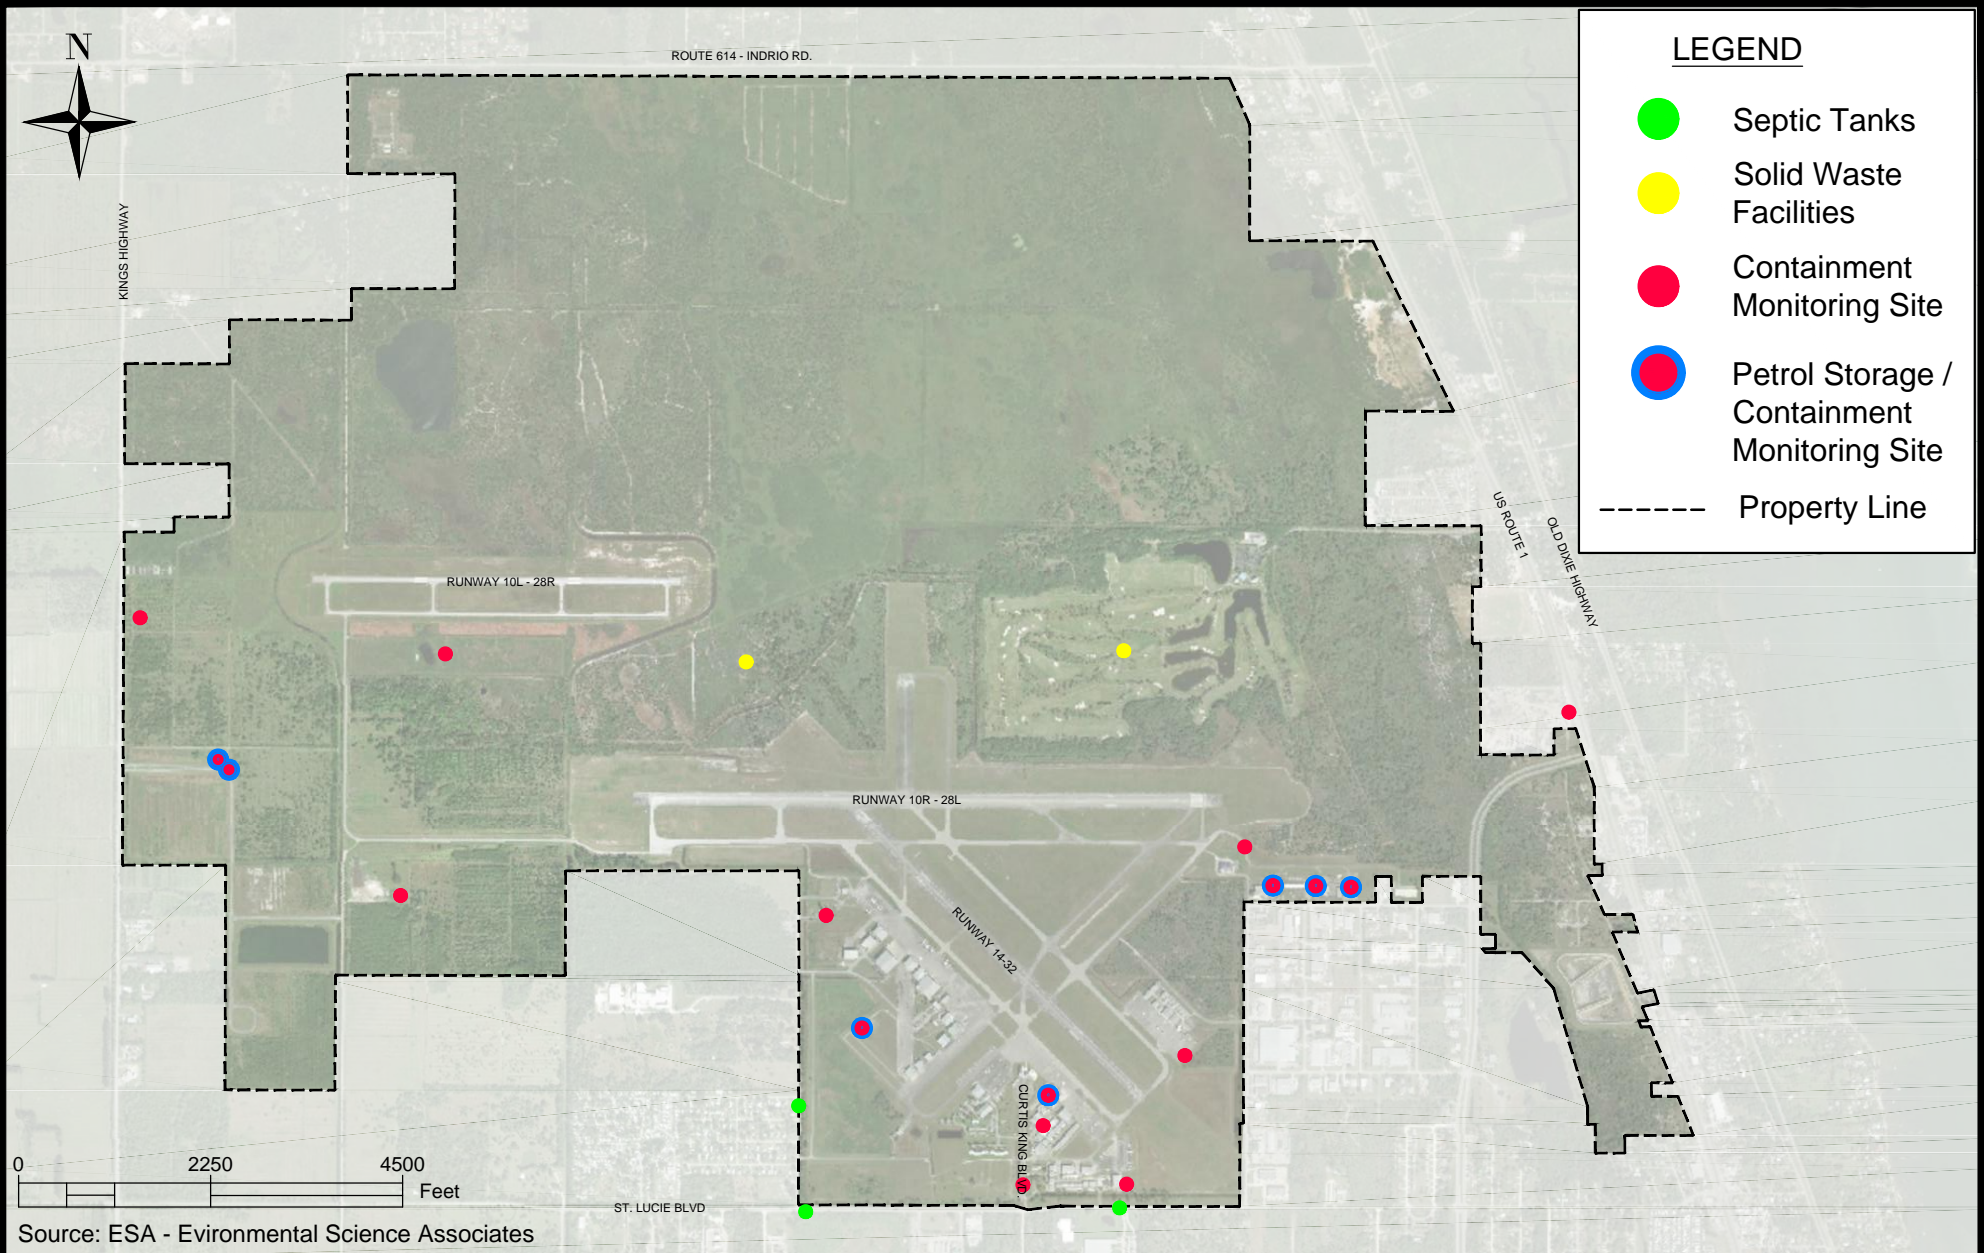 N
ROUTE 614 - INDRIO RD.
KINGS HIGHWAY
LEGEND
Septic Tanks
Solid Waste
Facilities
Containment
Monitoring Site
Petrol Storage /
Containment
Monitoring Site
Property Line
US ROUTE 1
OLD DIXIE HIGHWAY
RUNWAY 10L - 28R
RUNWAY 10R - 28L
RUNWAY 14-32
CURTIS KING BLVD.
ST. LUCIE BLVD
0 2250 4500
Feet
Source: ESA - Evironmental Science Associates